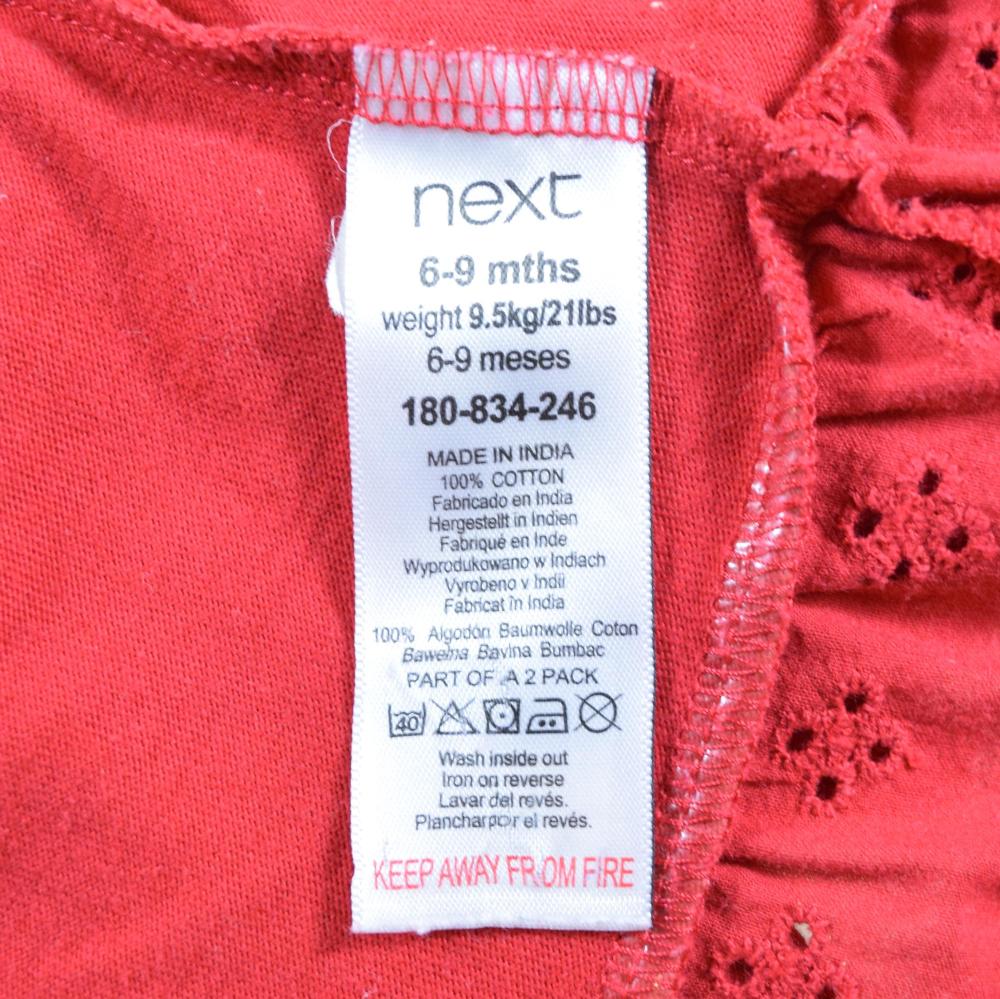 next
6-9 mths
weight 9.5kg/21lbs
6-9 meses
180-834-246
MADE IN INDIA
100% COTTON
Fabricado en India
Hergestellt in Indien
Fabriqué en Inde
Wyprodukowano w Indiach
Vyrobeno v Indii
Fabricat în India
100% Algodón Baumwolle Coton
Bawełna Bavlna Bumbac
PART OF A 2 PACK
40
Wash inside out
Iron on reverse
Lavar del revés.
Planchar por el revés.
KEEP AWAY FROM FIRE